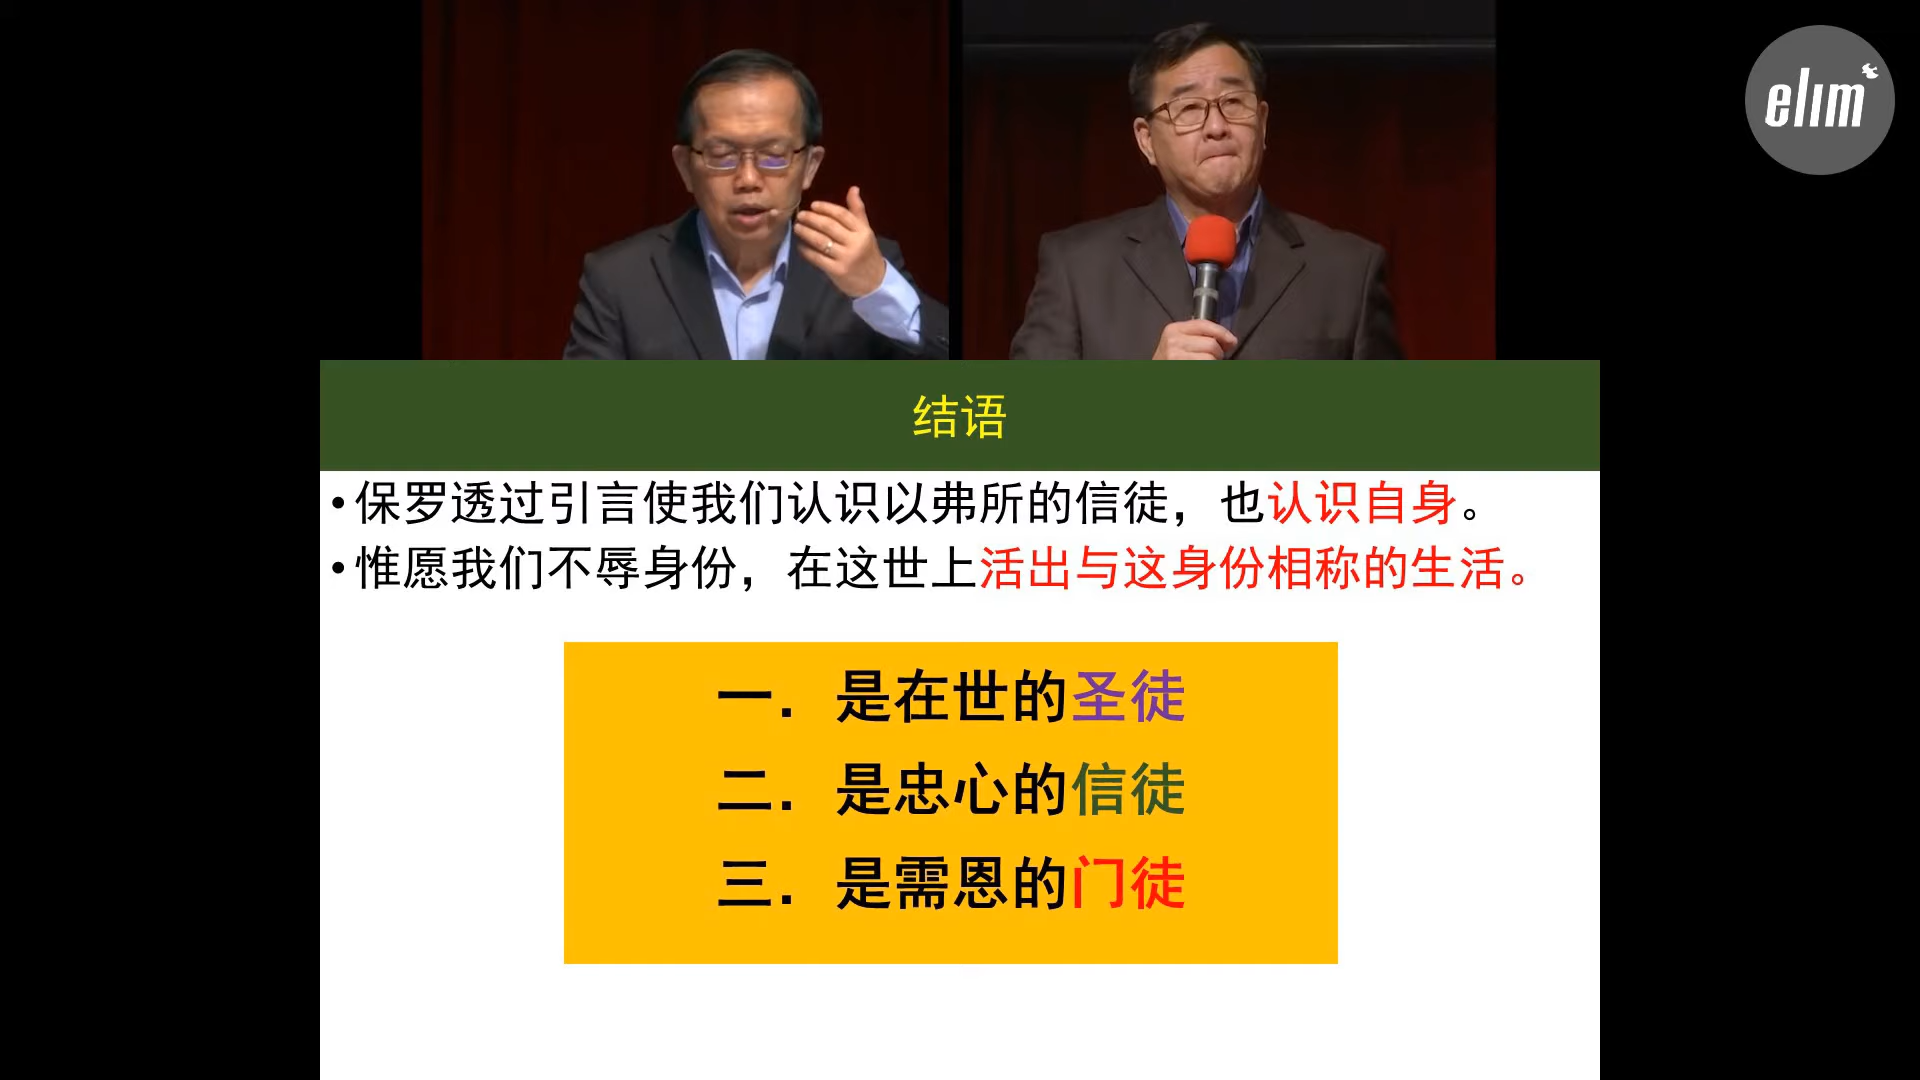 elim
结语
•保罗透过引言使我们认识以弗所的信徒，也认识自身。
•惟愿我们不辱身份，在这世上活出与这身份相称的生活。
一．是在世的圣徒
二．是忠心的信徒
三．是需恩的门徒